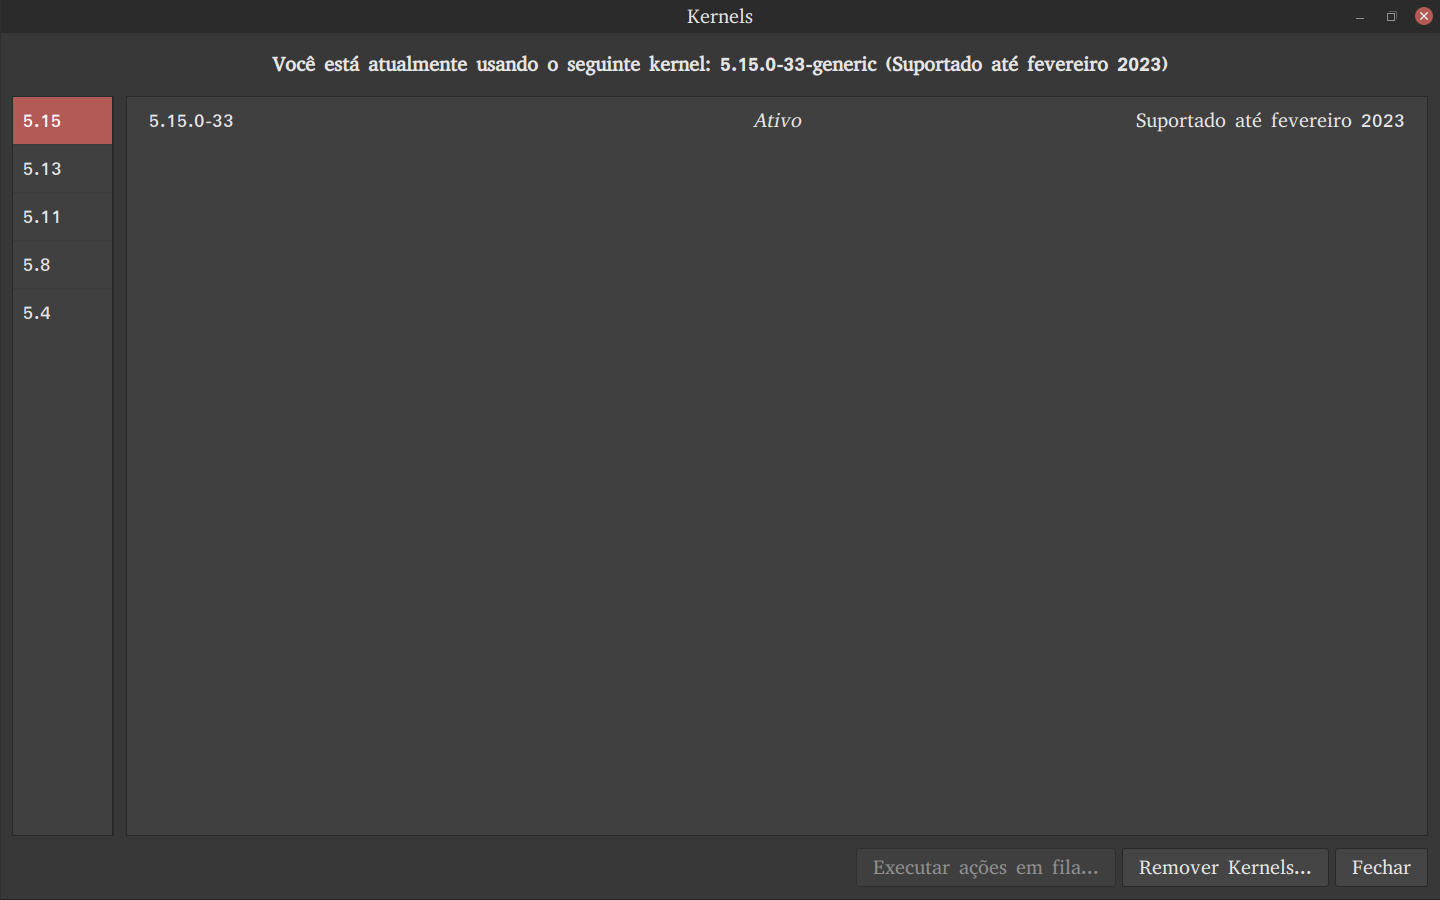 Kernels
Você está atualmente usando o seguinte kernel: 5.15.0-33-generic (Suportado até fevereiro 2023)
5.15
5.15.0-33 Ativo Suportado até fevereiro 2023
5.13
5.11
5.8
5.4
Executar ações em fila... Remover Kernels... Fechar